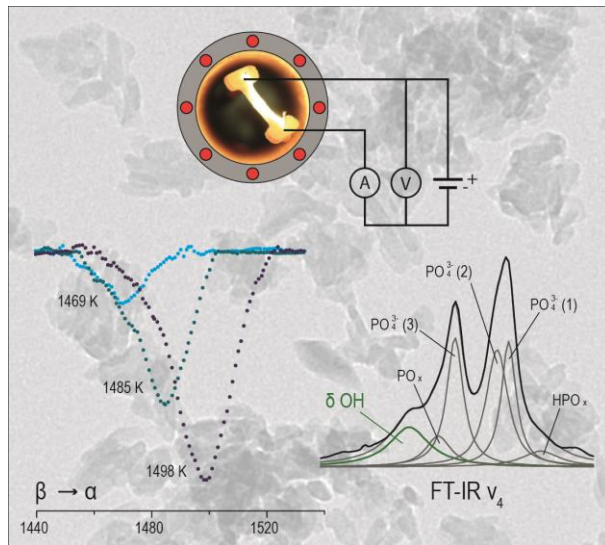 A
V
- +
PO₄³⁻ (2)
PO₄³⁻ (1)
PO₄³⁻ (3)
POₓ
HPOₓ
δ OH
1469 K
1485 K
1498 K
β → α
FT-IR ν₄
1440
1480
1520